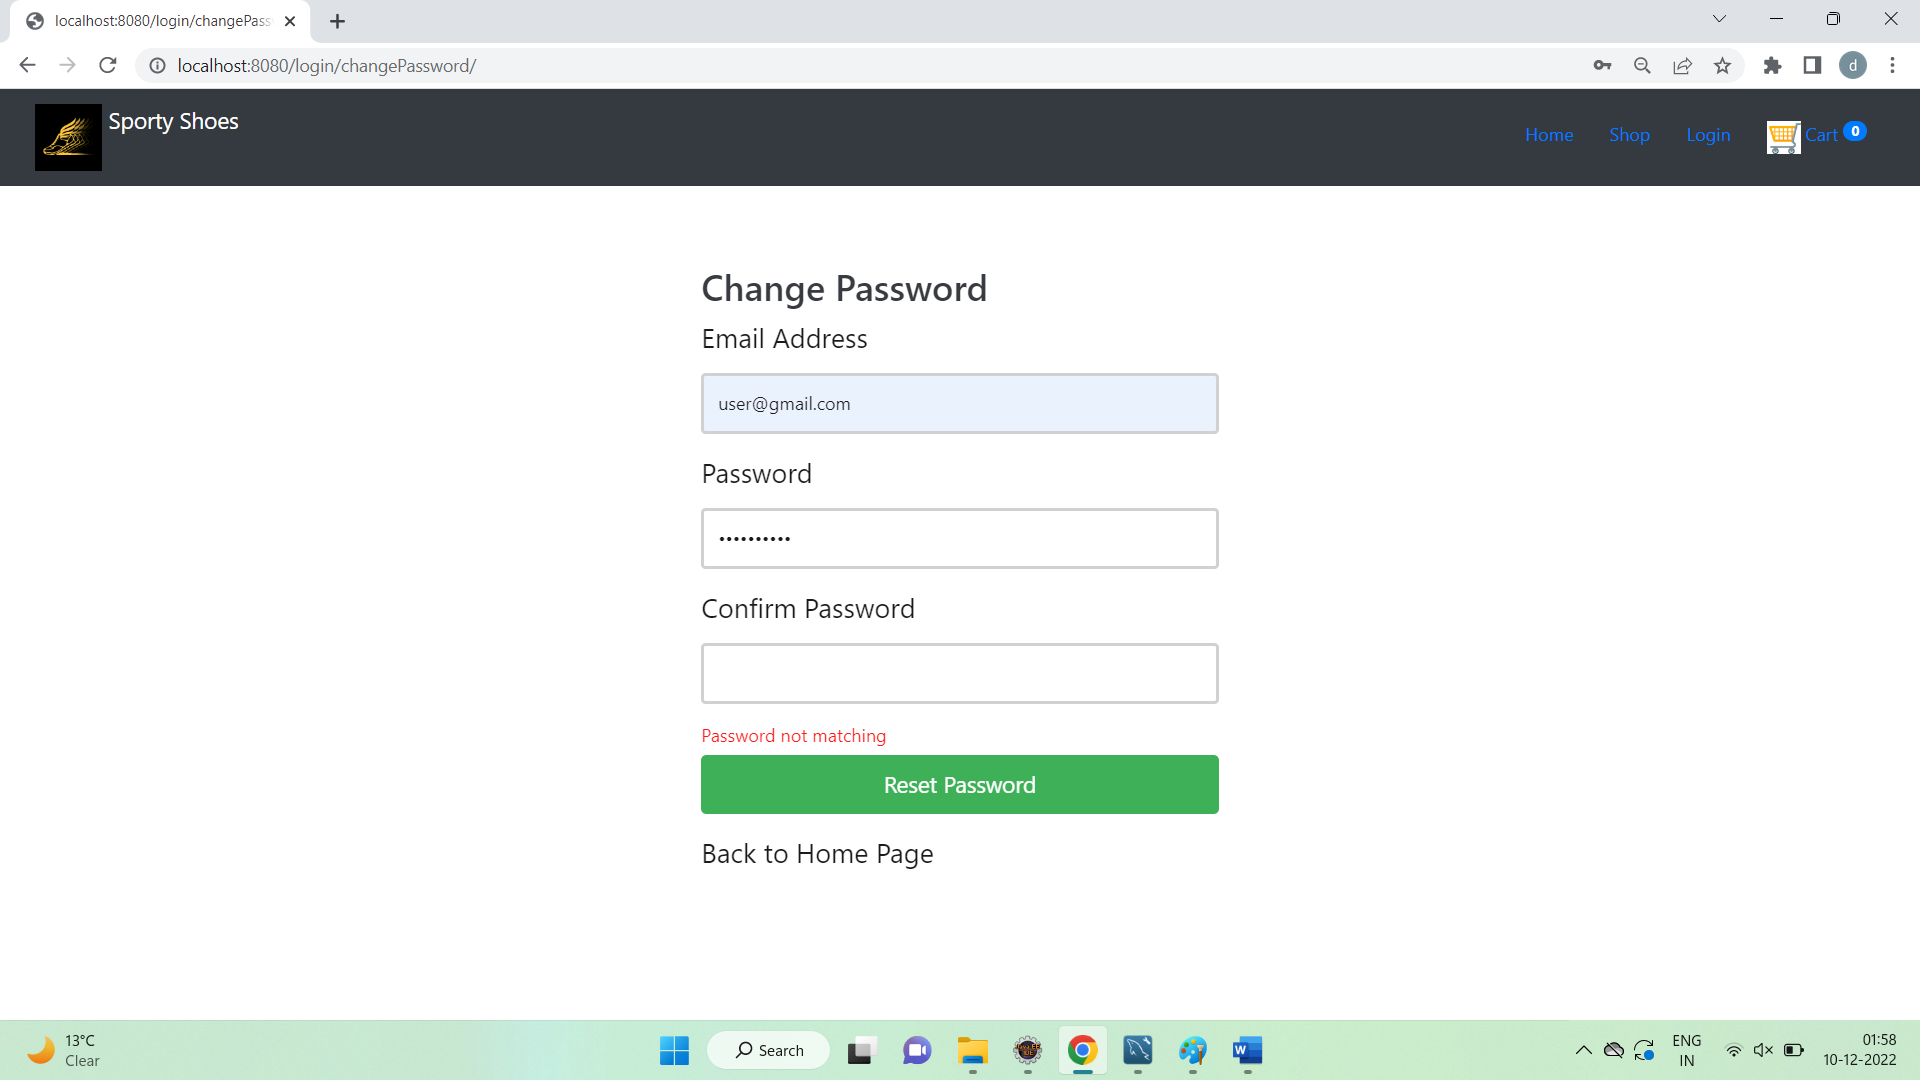 localhost:8080/login/changePass
localhost:8080/login/changePassword/
d
Sporty Shoes
Home
Shop
Login
Cart 0
Change Password
Email Address
user@gmail.com
Password
••••••••••
Confirm Password
Password not matching
Reset Password
Back to Home Page
13°C
Clear
Search
ENG
IN
01:58
10-12-2022